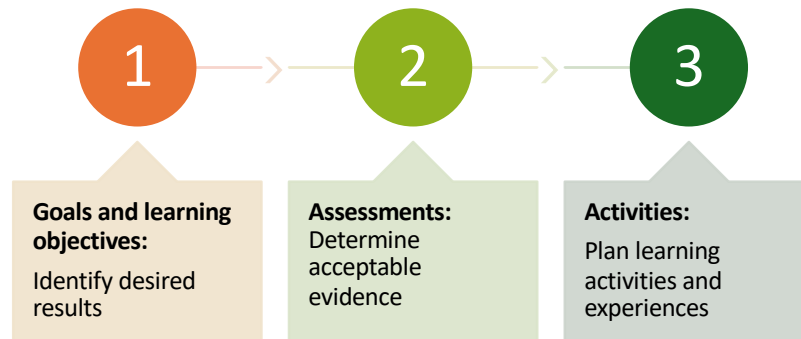 1
2
3
Goals and learning
objectives:
Identify desired
results
Assessments:
Determine
acceptable
evidence
Activities:
Plan learning
activities and
experiences